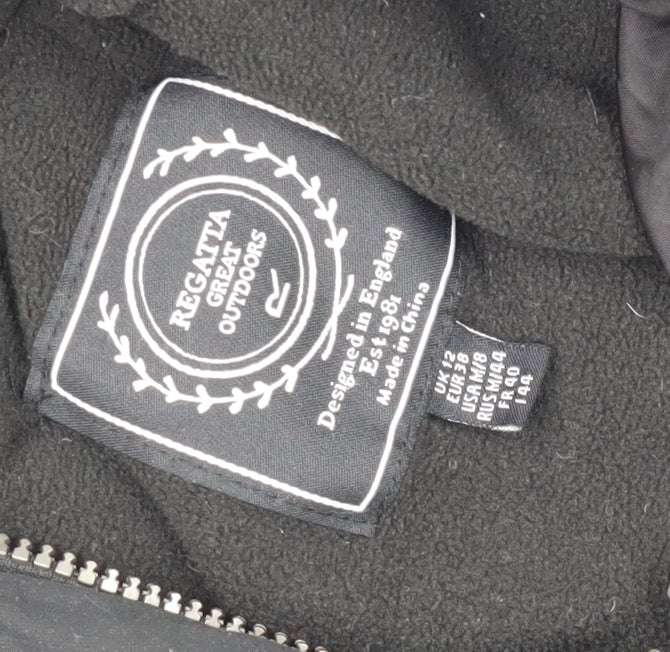 REGATTA
GREAT
OUTDOORS
R
Designed in England
Est 1981
Made in China
UK 12
EUR 38
USA M/8
RUS M/44
FR 40
I 44